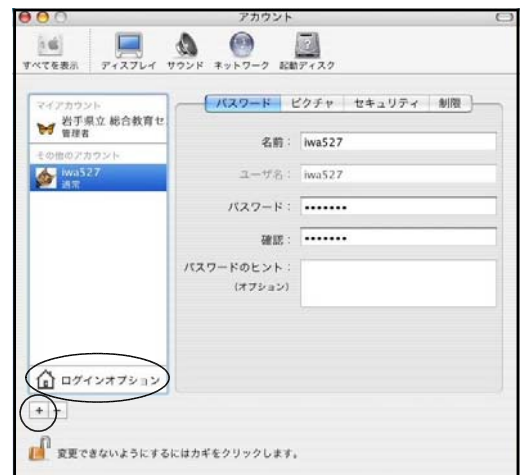 アカウント
すべてを表示 ディスプレイ サウンド ネットワーク 起動ディスク
マイアカウント
岩手県立 総合教育セ
管理者
その他のアカウント
iwa527
通常
ログインオプション
+ -
パスワード ピクチャ セキュリティ 制限
名前： iwa527
ユーザ名： iwa527
パスワード： •••••••
確認： •••••••
パスワードのヒント：
(オプション)
変更できないようにするにはカギをクリックします。